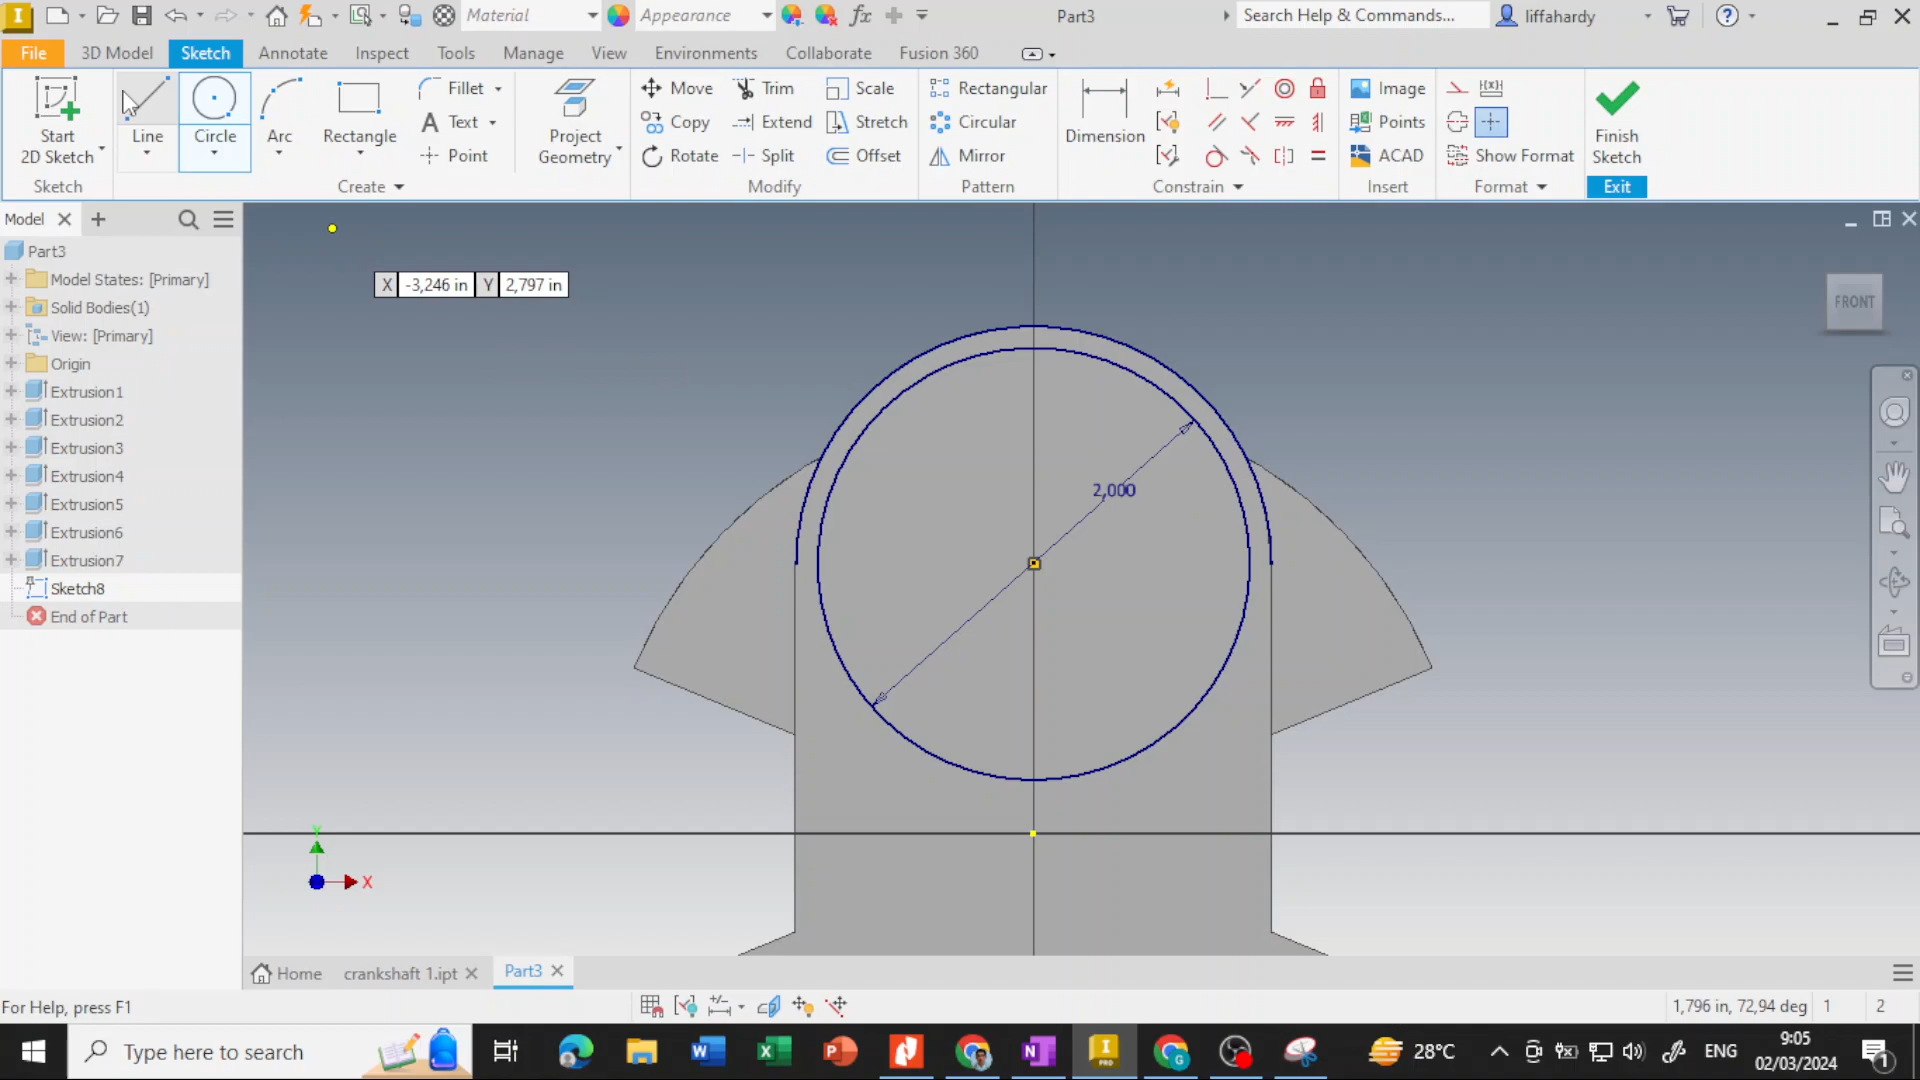 Material
Appearance
fx
Part3
Search Help & Commands...
liffahardy
File 3D Model Sketch Annotate Inspect Tools Manage View Environments Collaborate Fusion 360
Start
2D Sketch
Line
Circle
Arc
Rectangle
Fillet
Text
Point
Project
Geometry
Move
Copy
Rotate
Trim
Extend
Split
Scale
Stretch
Offset
Rectangular
Circular
Mirror
Dimension
Image
Points
ACAD
Show Format
Finish
Sketch
Sketch
Create
Modify
Pattern
Constrain
Insert
Format
Exit
Model
Part3
Model States: [Primary]
Solid Bodies(1)
View: [Primary]
Origin
Extrusion1
Extrusion2
Extrusion3
Extrusion4
Extrusion5
Extrusion6
Extrusion7
Sketch8
End of Part
X -3,246 in Y 2,797 in
FRONT
2,000
Y
X
Home
crankshaft 1.ipt
Part3
For Help, press F1
1,796 in, 72,94 deg 1 2
Type here to search
28°C
ENG
9:05
02/03/2024
1